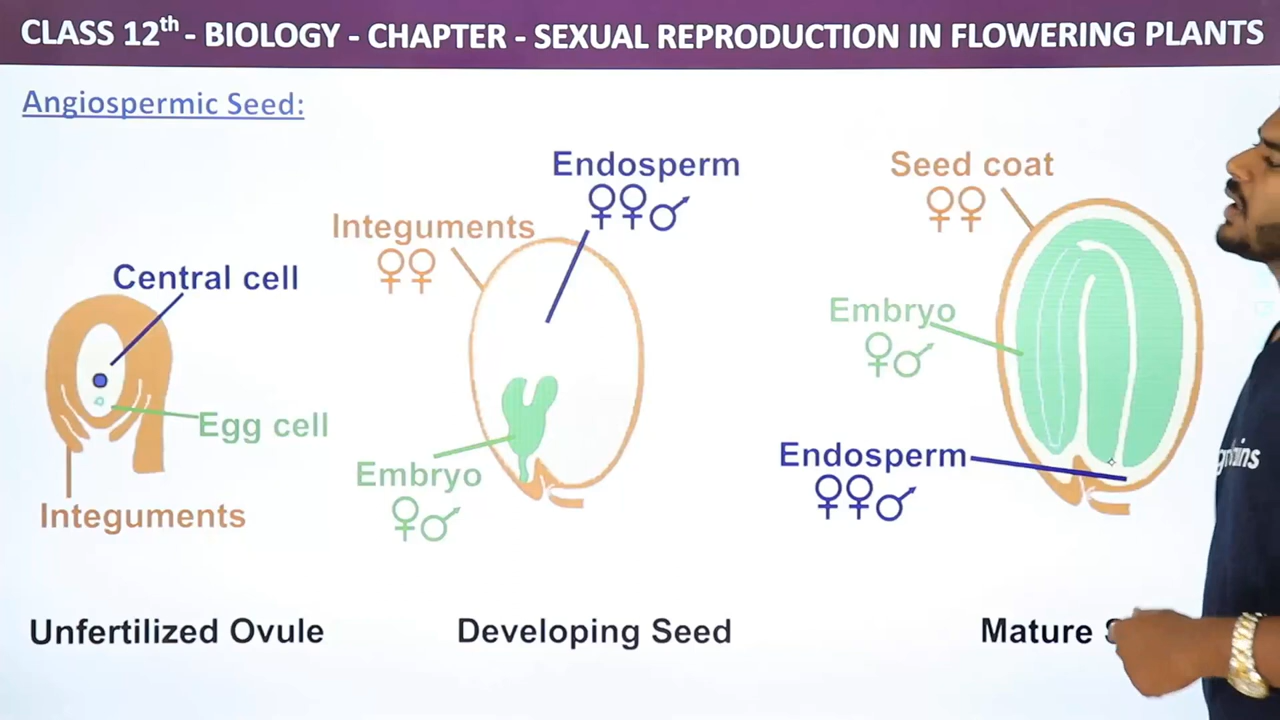 CLASS 12th - BIOLOGY - CHAPTER - SEXUAL REPRODUCTION IN FLOWERING PLANTS
Angiospermic Seed:
Central cell
Egg cell
Integuments
Unfertilized Ovule
Integuments
♀♀
Endosperm
♀♀♂
Embryo
♀♂
Developing Seed
Seed coat
♀♀
Embryo
♀♂
Endosperm
♀♀♂
Mature